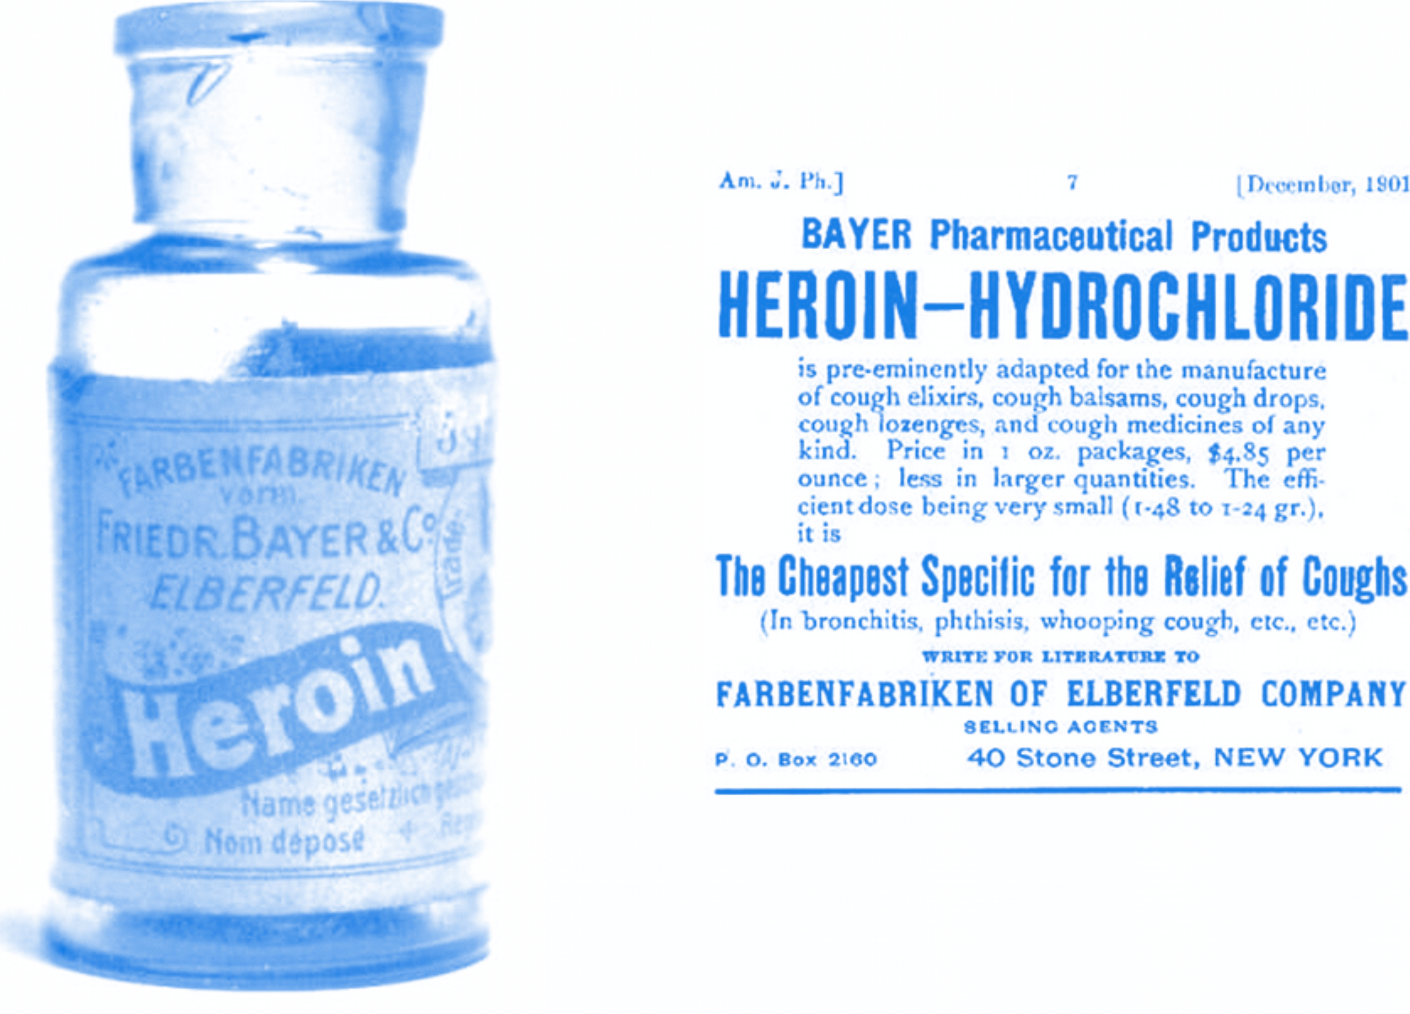 FARBENFABRIKEN
vorm.
FRIEDR. BAYER & Co.
ELBERFELD.
Trade
Heroin
Name gesetzlich
Nom déposé
Am. J. Ph.]
7
[December, 1901
BAYER Pharmaceutical Products
HEROIN—HYDROCHLORIDE
is pre-eminently adapted for the manufacture
of cough elixirs, cough balsams, cough drops,
cough lozenges, and cough medicines of any
kind. Price in 1 oz. packages, $4.85 per
ounce; less in larger quantities. The effi-
cient dose being very small (1-48 to 1-24 gr.),
it is
The Cheapest Specific for the Relief of Coughs
(In bronchitis, phthisis, whooping cough, etc., etc.)
WRITE FOR LITERATURE TO
FARBENFABRIKEN OF ELBERFELD COMPANY
SELLING AGENTS
P. O. Box 2160 40 Stone Street, NEW YORK